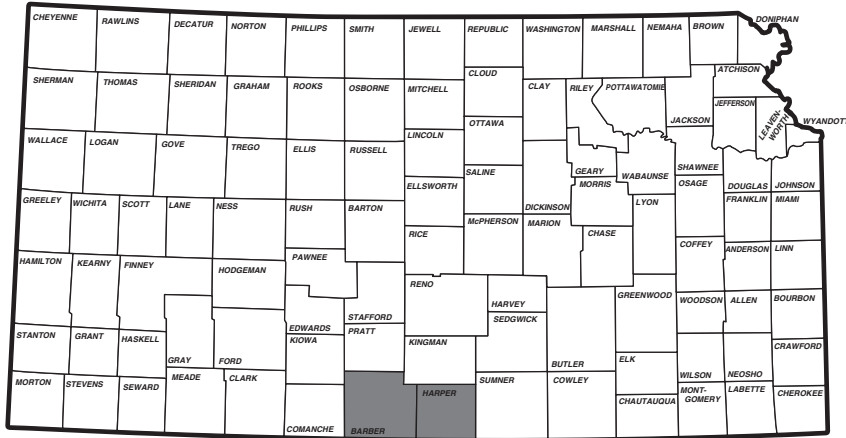 CHEYENNE
RAWLINS
DECATUR
NORTON
PHILLIPS
SMITH
JEWELL
REPUBLIC
WASHINGTON
MARSHALL
NEMAHA
BROWN
DONIPHAN
SHERMAN
THOMAS
SHERIDAN
GRAHAM
ROOKS
OSBORNE
MITCHELL
CLOUD
CLAY
RILEY
POTTAWATOMIE
JACKSON
ATCHISON
JEFFERSON
LEAVEN-
WORTH
WYANDOTT
WALLACE
LOGAN
GOVE
TREGO
ELLIS
RUSSELL
LINCOLN
OTTAWA
SALINE
DICKINSON
GEARY
MORRIS
WABAUNSE
SHAWNEE
OSAGE
DOUGLAS
JOHNSON
GREELEY
WICHITA
SCOTT
LANE
NESS
RUSH
BARTON
ELLSWORTH
RICE
McPHERSON
MARION
CHASE
LYON
COFFEY
FRANKLIN
MIAMI
ANDERSON
LINN
HAMILTON
KEARNY
FINNEY
HODGEMAN
PAWNEE
EDWARDS
STAFFORD
RENO
HARVEY
SEDGWICK
BUTLER
GREENWOOD
WOODSON
ALLEN
BOURBON
STANTON
GRANT
HASKELL
GRAY
FORD
KIOWA
PRATT
KINGMAN
ELK
WILSON
NEOSHO
CRAWFORD
MORTON
STEVENS
SEWARD
MEADE
CLARK
COMANCHE
BARBER
HARPER
SUMNER
COWLEY
CHAUTAUQUA
MONT-
GOMERY
LABETTE
CHEROKEE